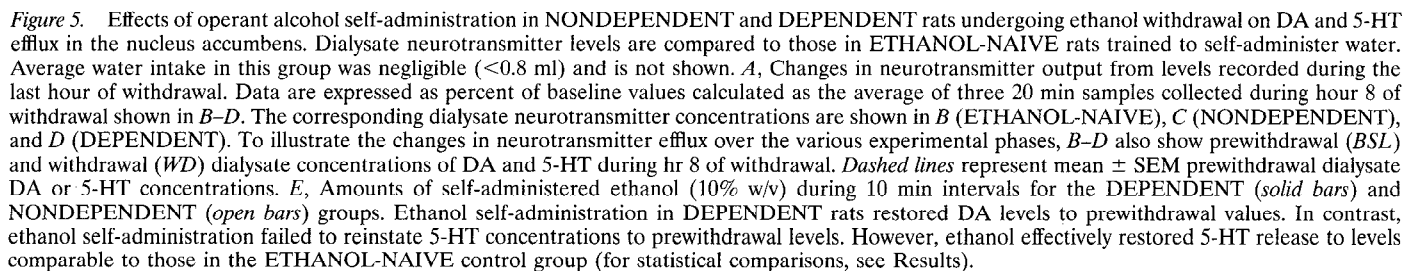 Figure 5. Effects of operant alcohol self-administration in NONDEPENDENT and DEPENDENT rats undergoing ethanol withdrawal on DA and 5-HT
efflux in the nucleus accumbens. Dialysate neurotransmitter levels are compared to those in ETHANOL-NAIVE rats trained to self-administer water.
Average water intake in this group was negligible (<0.8 ml) and is not shown. A, Changes in neurotransmitter output from levels recorded during the
last hour of withdrawal. Data are expressed as percent of baseline values calculated as the average of three 20 min samples collected during hour 8 of
withdrawal shown in B–D. The corresponding dialysate neurotransmitter concentrations are shown in B (ETHANOL-NAIVE), C (NONDEPENDENT),
and D (DEPENDENT). To illustrate the changes in neurotransmitter efflux over the various experimental phases, B–D also show prewithdrawal (BSL)
and withdrawal (WD) dialysate concentrations of DA and 5-HT during hr 8 of withdrawal. Dashed lines represent mean ± SEM prewithdrawal dialysate
DA or 5-HT concentrations. E, Amounts of self-administered ethanol (10% w/v) during 10 min intervals for the DEPENDENT (solid bars) and
NONDEPENDENT (open bars) groups. Ethanol self-administration in DEPENDENT rats restored DA levels to prewithdrawal values. In contrast,
ethanol self-administration failed to reinstate 5-HT concentrations to prewithdrawal levels. However, ethanol effectively restored 5-HT release to levels
comparable to those in the ETHANOL-NAIVE control group (for statistical comparisons, see Results).